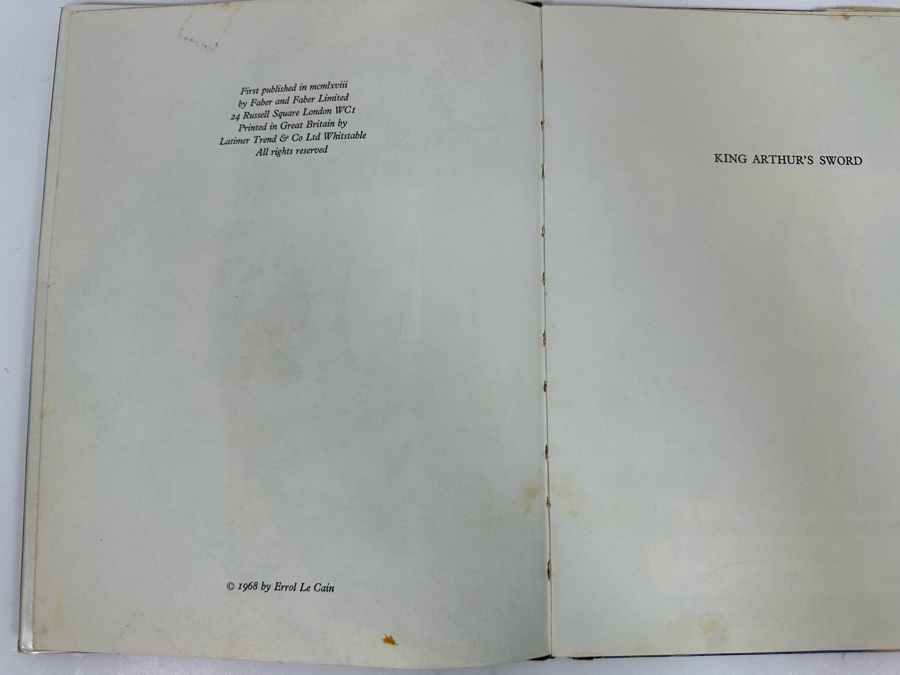 First published in mcmlxviii
by Faber and Faber Limited
24 Russell Square London WC1
Printed in Great Britain by
Latimer Trend & Co Ltd Whitstable
All rights reserved
© 1968 by Errol Le Cain
KING ARTHUR'S SWORD